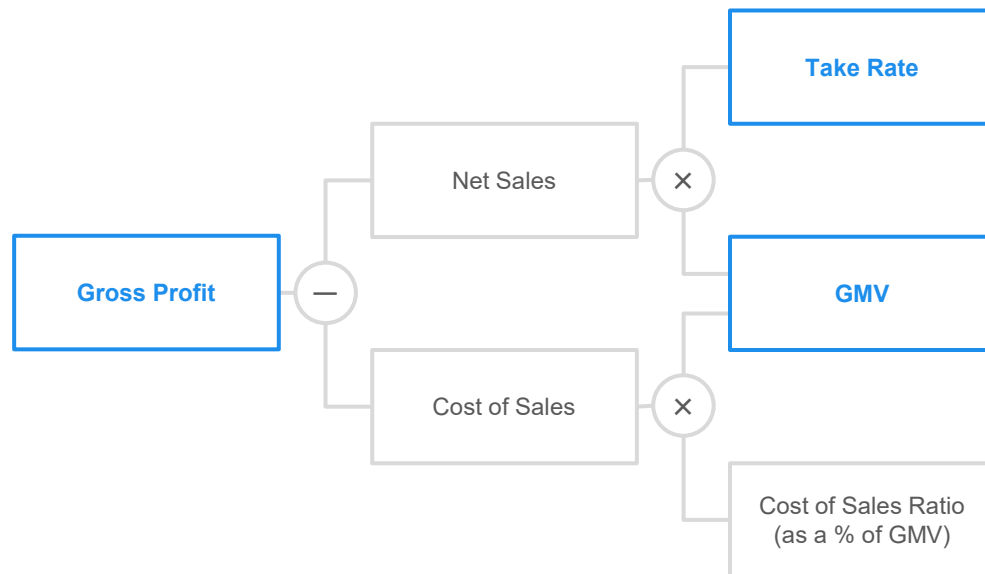 Take Rate
Net Sales
×
Gross Profit
—
GMV
Cost of Sales
×
Cost of Sales Ratio
(as a % of GMV)